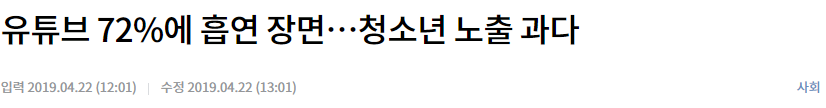 유튜브 72%에 흡연 장면…청소년 노출 과다
입력 2019.04.22 (12:01) | 수정 2019.04.22 (13:01) 사회